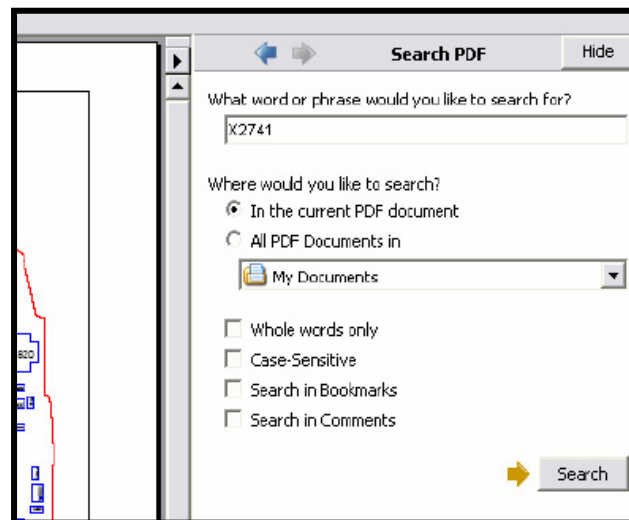 Search PDF
Hide
What word or phrase would you like to search for?
X2741
Where would you like to search?
In the current PDF document
All PDF Documents in
My Documents
Whole words only
Case-Sensitive
Search in Bookmarks
Search in Comments
Search